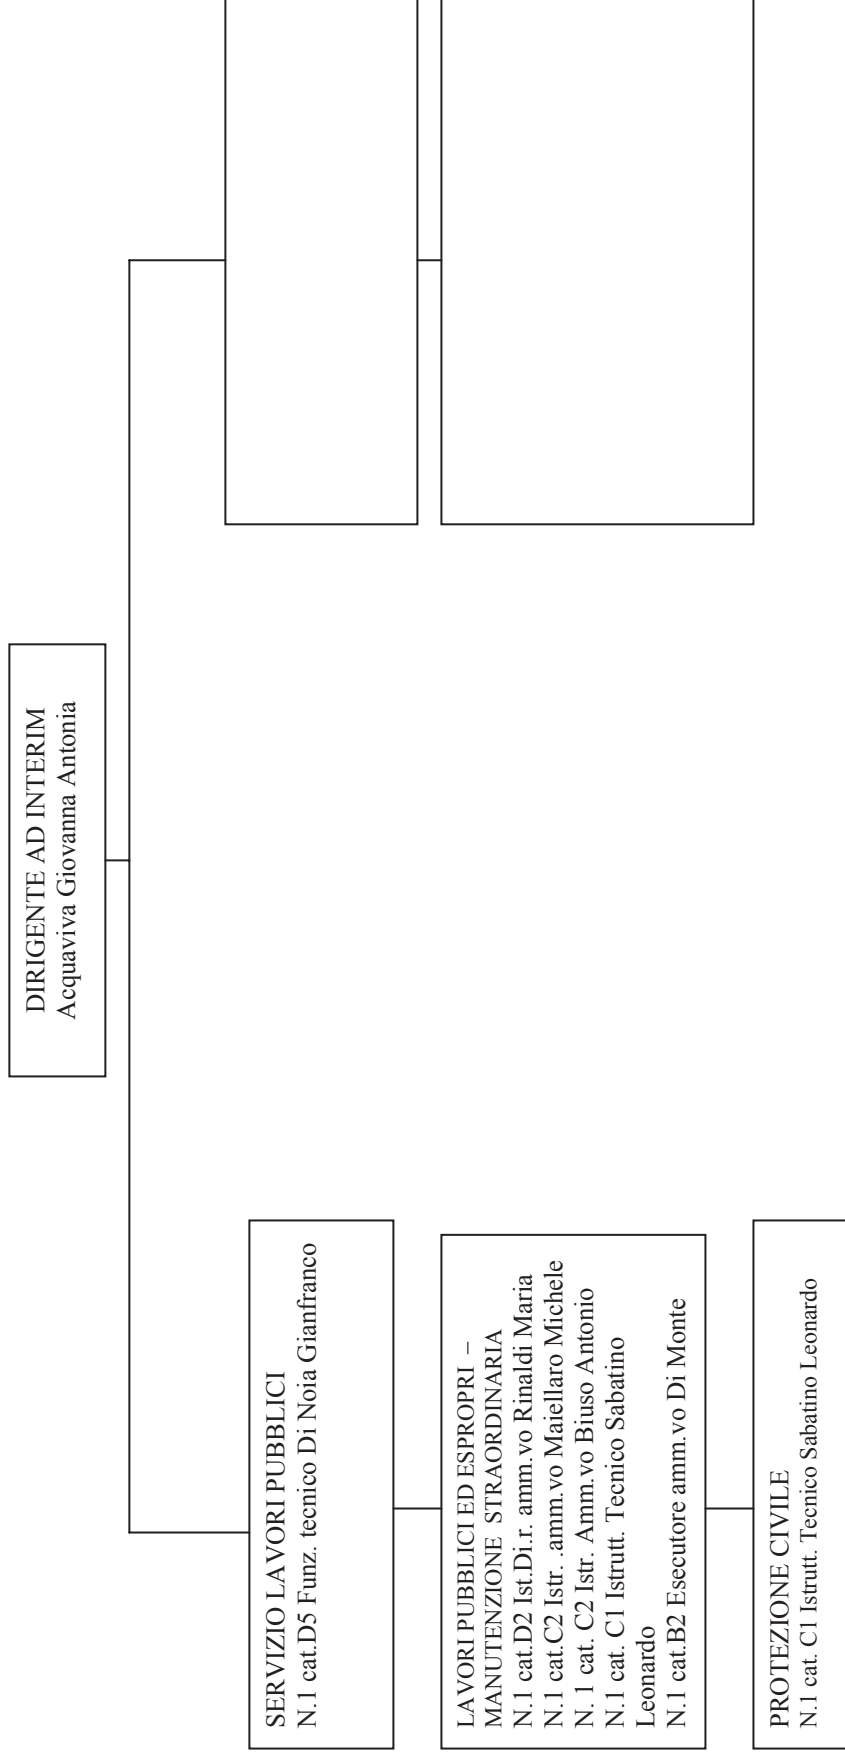 DIRIGENTE AD INTERIM
Acquaviva Giovanna Antonia
SERVIZIO LAVORI PUBBLICI
N.1 cat.D5 Funz. tecnico Di Noia Gianfranco
LAVORI PUBBLICI ED ESPROPRI –
MANUTENZIONE STRAORDINARIA
N.1 cat.D2 Ist.Di.r. amm.vo Rinaldi Maria
N.1 cat.C2 Istr. .amm.vo Maiellaro Michele
N. 1 cat. C2 Istr. Amm.vo Biuso Antonio
N.1 cat. C1 Istrutt. Tecnico Sabatino
Leonardo
N.1 cat.B2 Esecutore amm.vo Di Monte
PROTEZIONE CIVILE
N.1 cat. C1 Istrutt. Tecnico Sabatino Leonardo